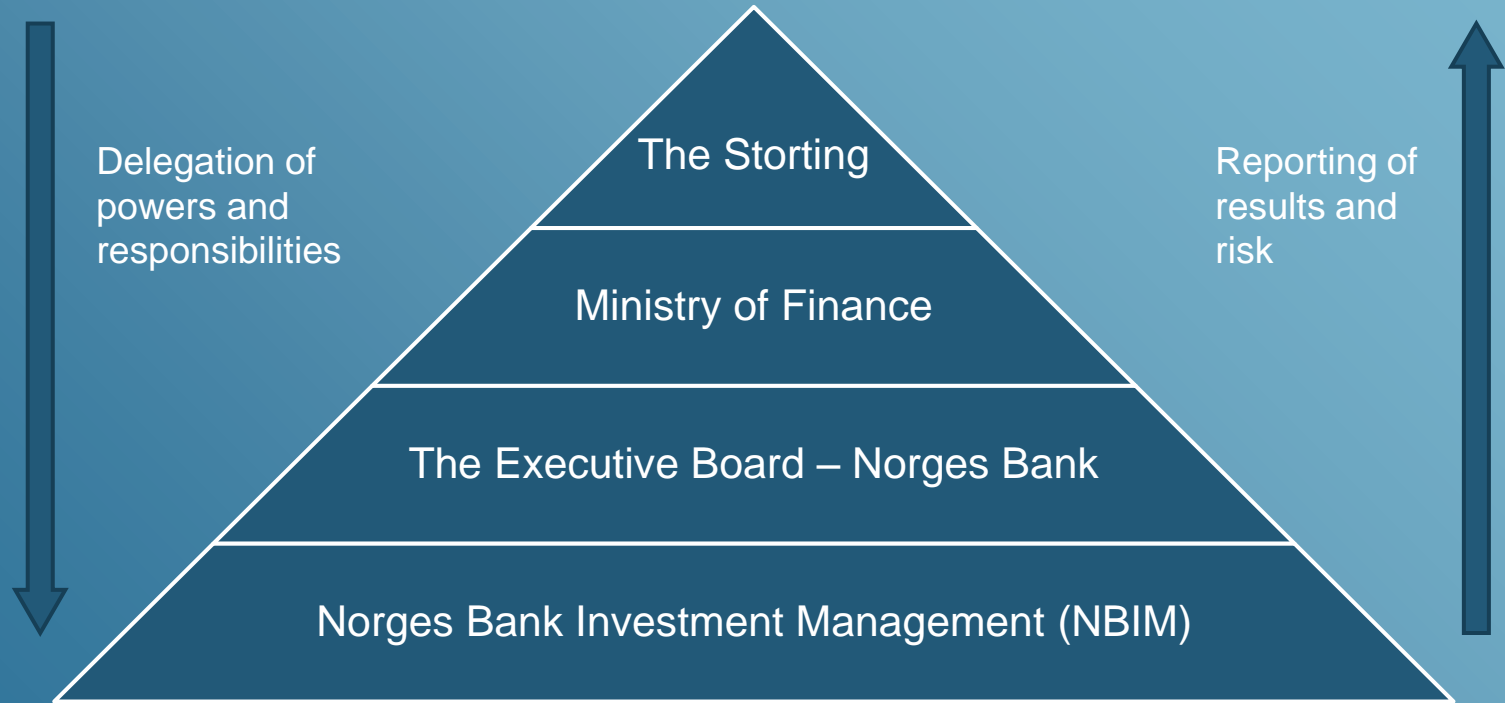 Delegation of
powers and
responsibilities
The Storting
Ministry of Finance
The Executive Board – Norges Bank
Norges Bank Investment Management (NBIM)
Reporting of
results and
risk